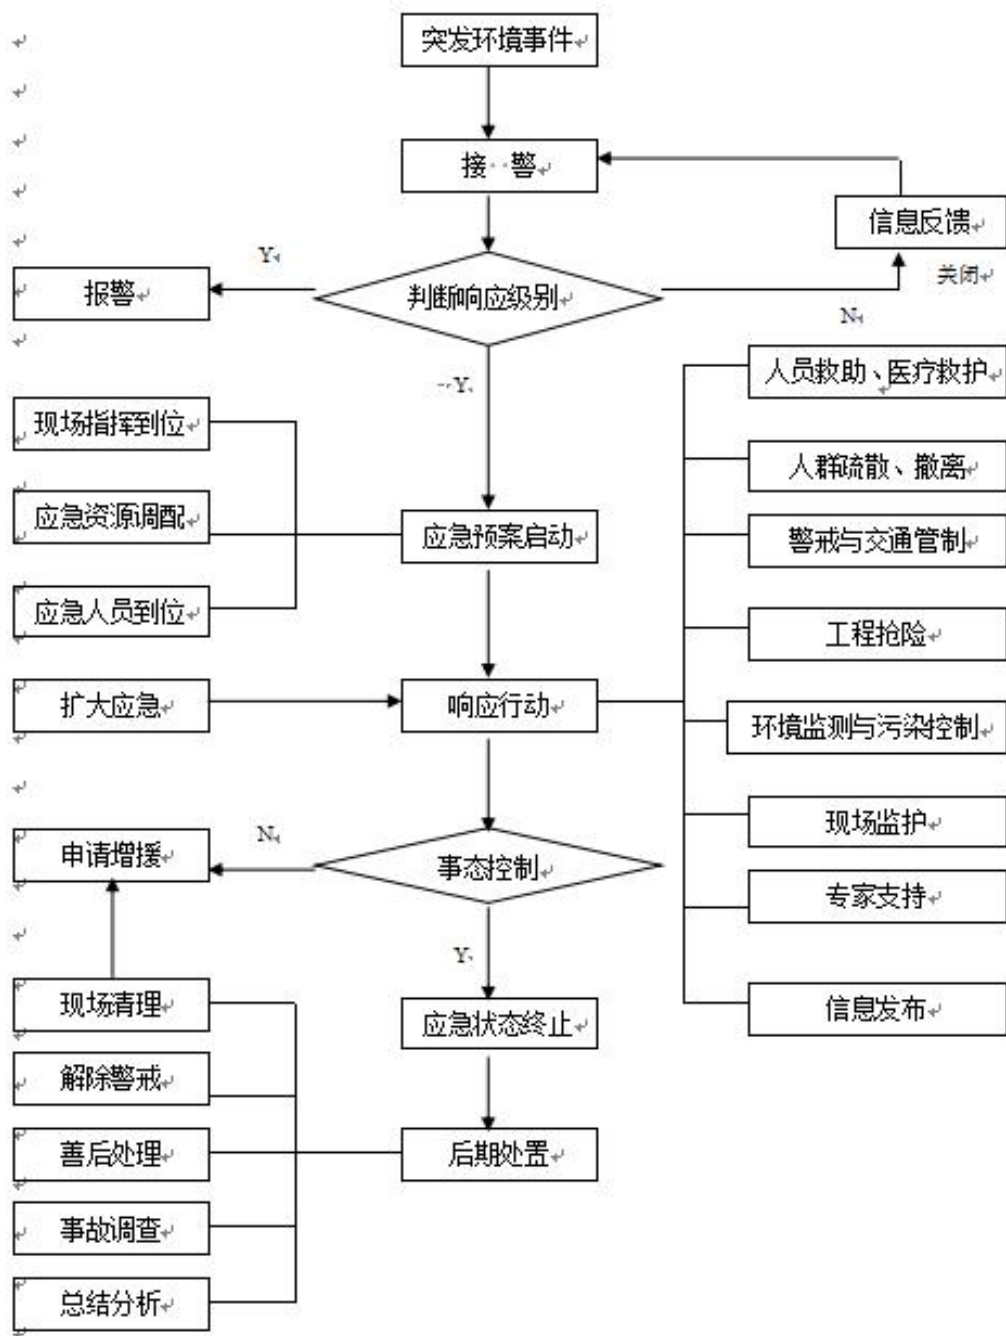 突发环境事件
接··警
信息反馈
Y
报警
判断响应级别
关闭
N
Y
人员救助、医疗救护
现场指挥到位
人群疏散、撤离
应急资源调配
应急预案启动
警戒与交通管制
应急人员到位
工程抢险
扩大应急
响应行动
环境监测与污染控制
现场监护
N
申请增援
事态控制
专家支持
Y
现场清理
应急状态终止
信息发布
解除警戒
善后处理
后期处置
事故调查
总结分析